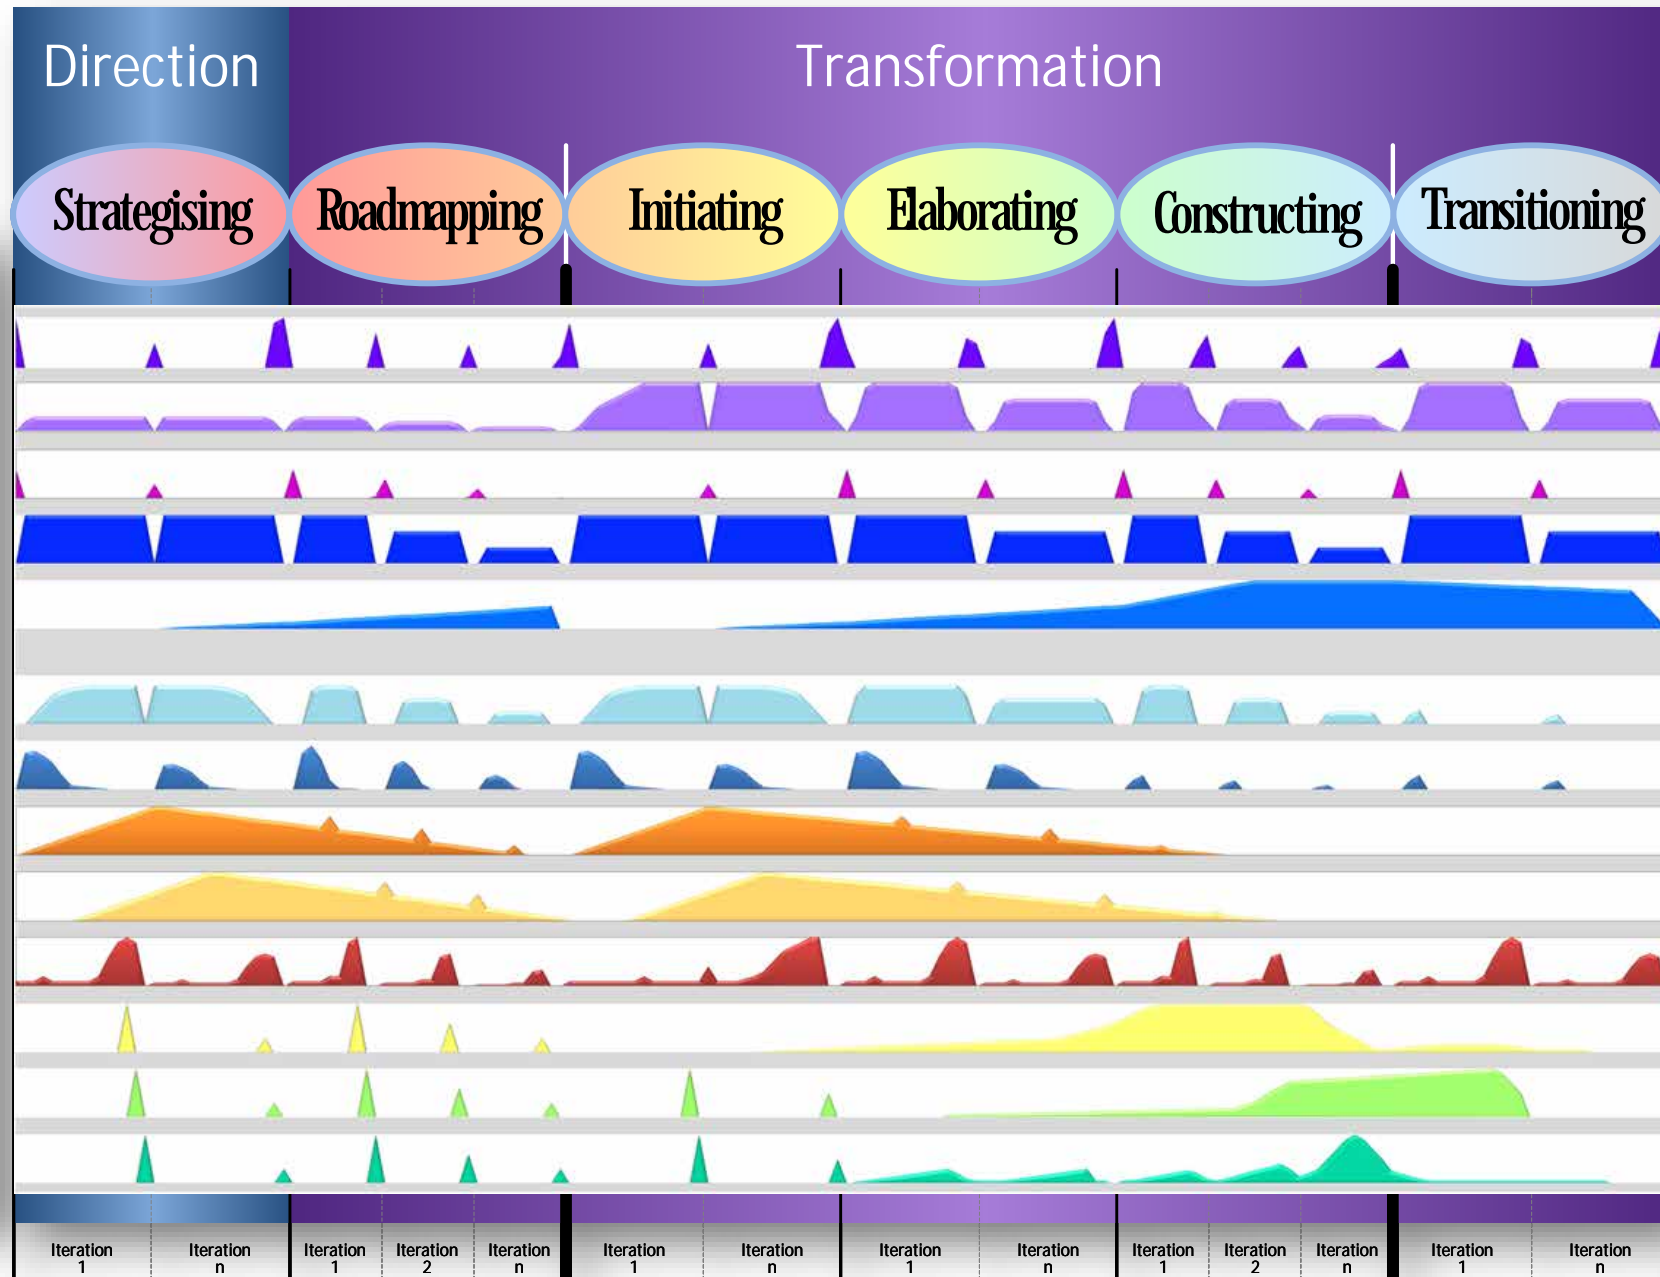 Direction Transformation
Strategising Roadmapping Initiating Elaborating Constructing Transitioning
Iteration Iteration Iteration Iteration Iteration Iteration Iteration Iteration Iteration Iteration Iteration Iteration Iteration Iteration
1 n 1 2 n 1 n 1 n 1 2 n 1 n